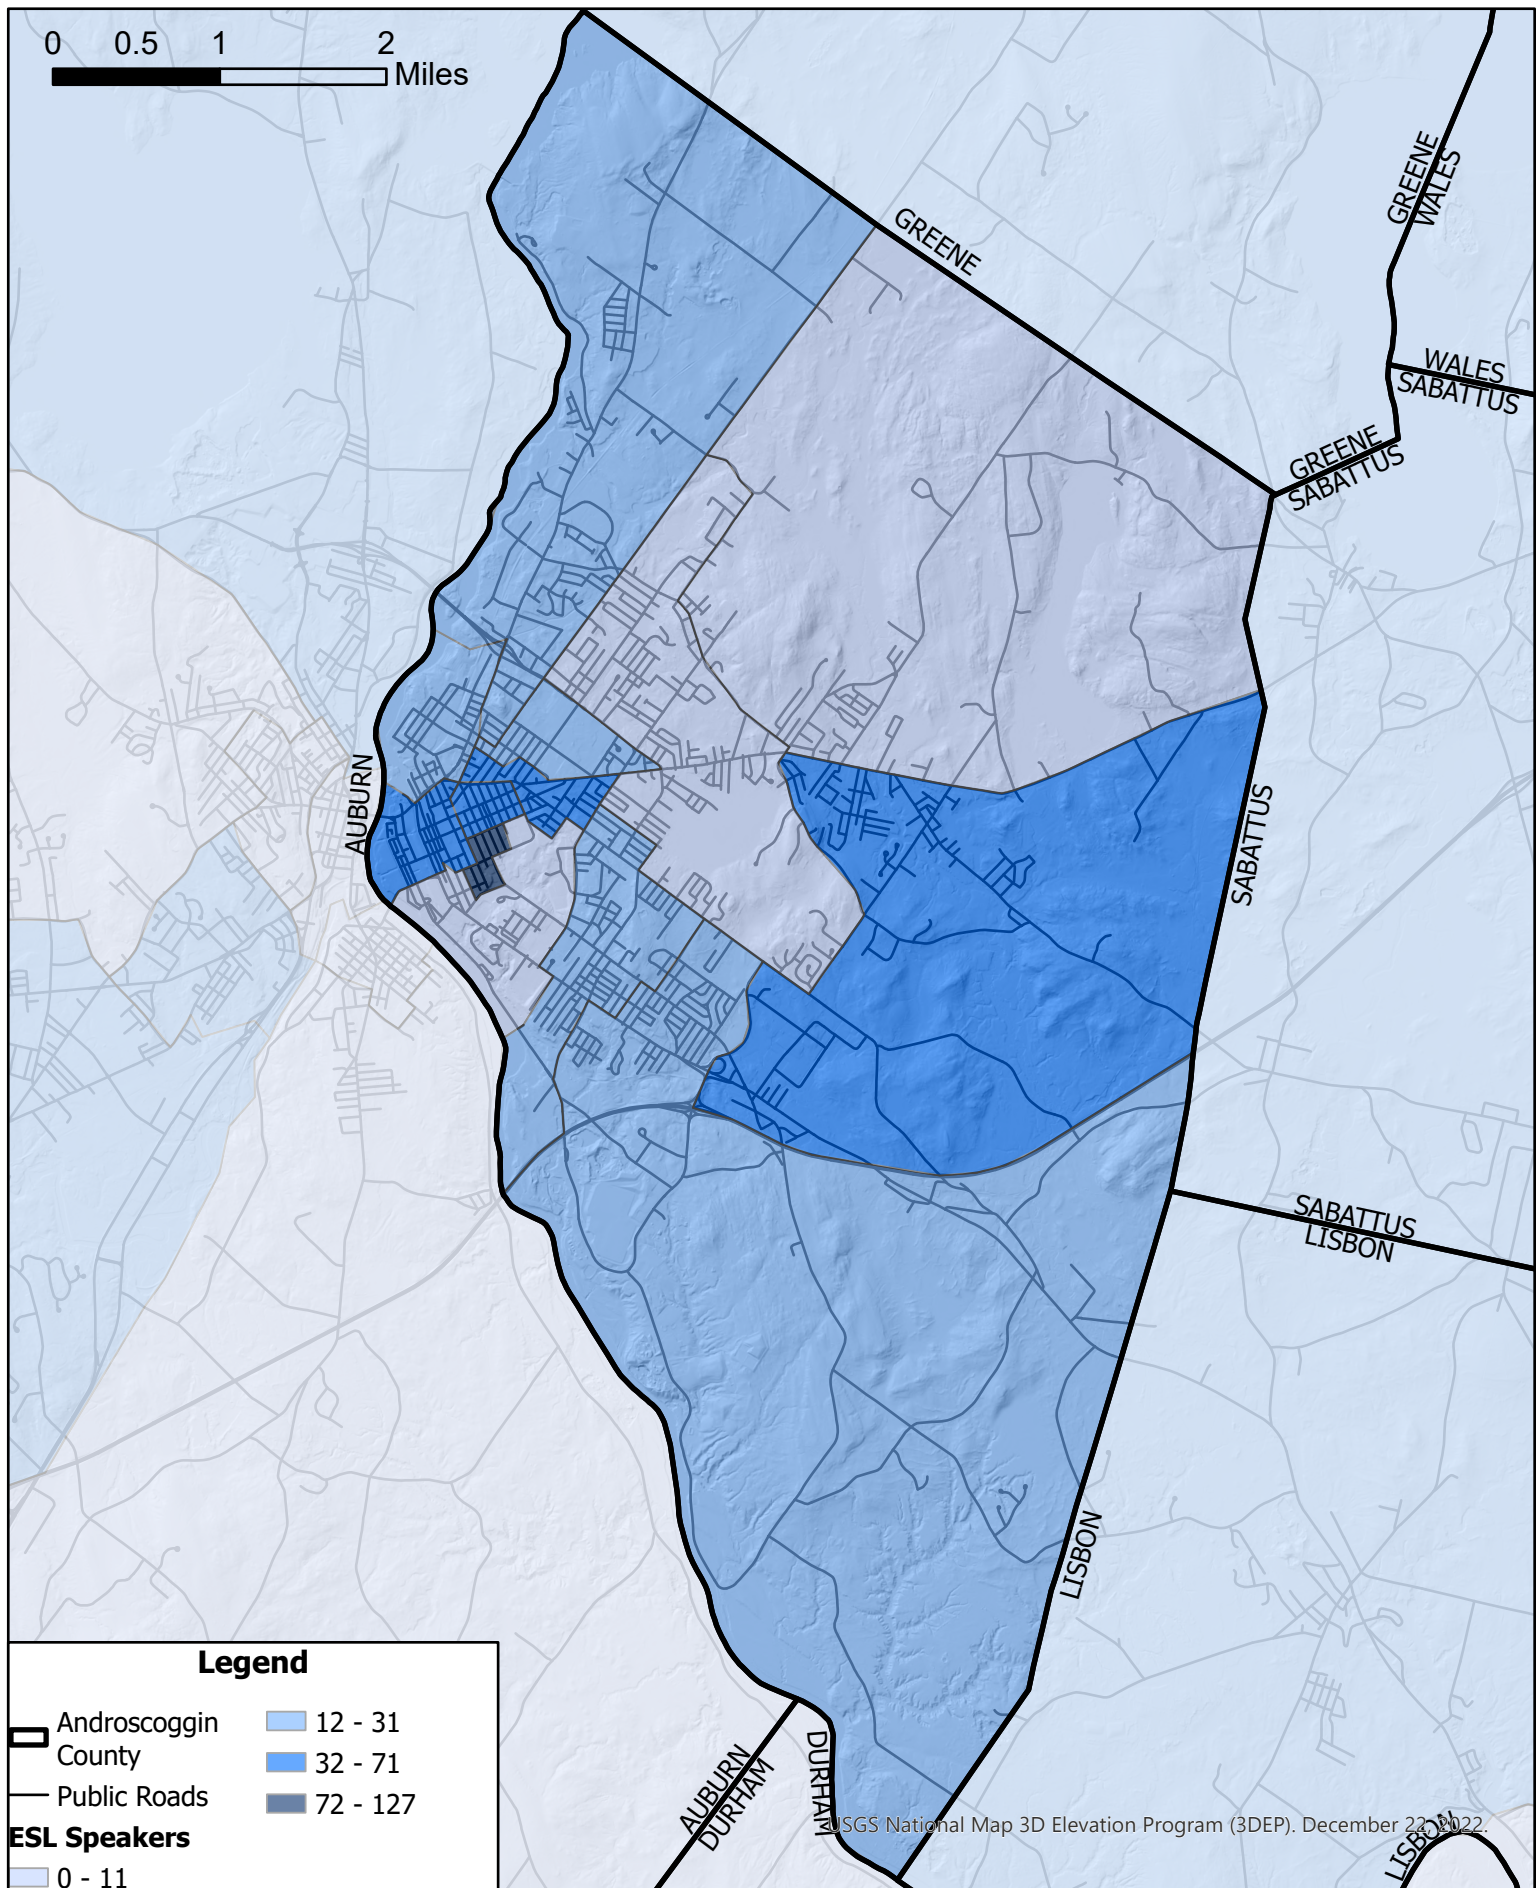 0 0.5 1 2
Miles
GREENE
GREENE
WALES
WALES
SABATTUS
GREENE
SABATTUS
AUBURN
SABATTUS
SABATTUS
LISBON
LISBON
Legend
Androscoggin
County
Public Roads
ESL Speakers
0 - 11
12 - 31
32 - 71
72 - 127
AUBURN
DURHAM
DURHAM
USGS National Map 3D Elevation Program (3DEP). December 22, 2022.
LISBON